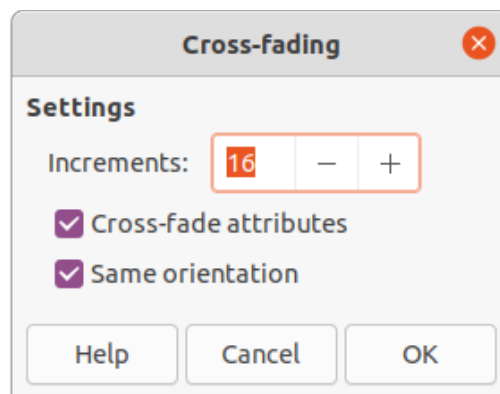 Cross-fading
Settings
Increments: 16 − +
Cross-fade attributes
Same orientation
Help Cancel OK